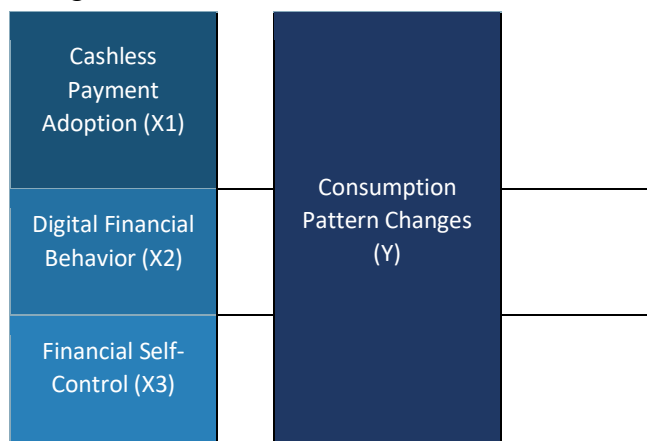 Cashless
Payment
Adoption (X1)
Digital Financial
Behavior (X2)
Financial Self-
Control (X3)
Consumption
Pattern Changes
(Y)